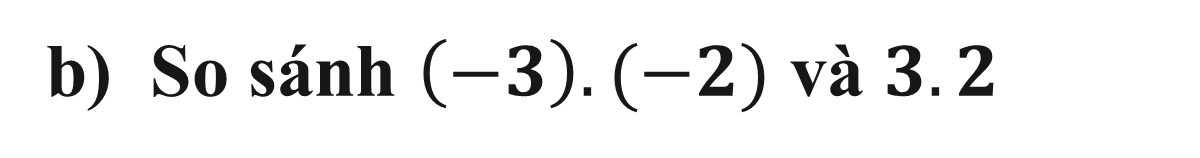 b) So sánh (−3). (−2) và 3. 2